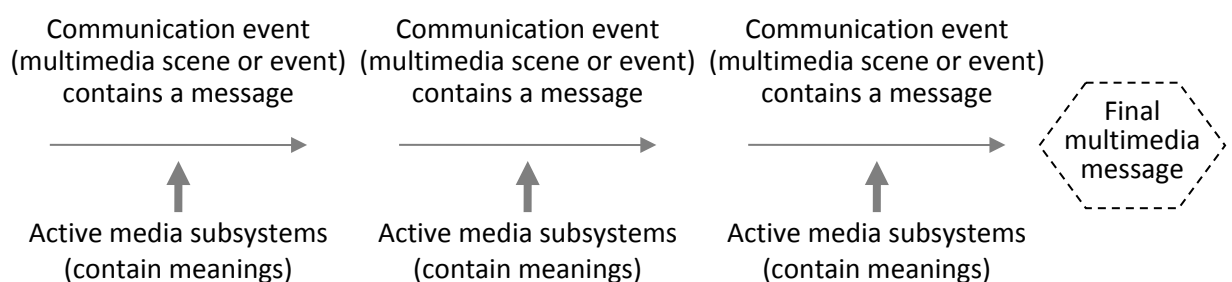 Communication event
(multimedia scene or event)
contains a message
Communication event
(multimedia scene or event)
contains a message
Communication event
(multimedia scene or event)
contains a message
Final
multimedia
message
Active media subsystems
(contain meanings)
Active media subsystems
(contain meanings)
Active media subsystems
(contain meanings)